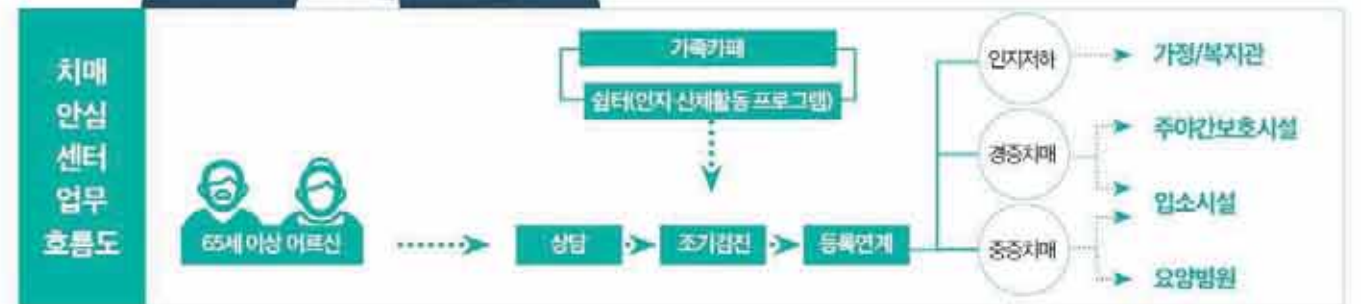 치매
안심
센터
업무
흐름도
65세 이상 어르신
가족카페
쉼터(인지·신체활동 프로그램)
상담
조기검진
등록연계
인지저하
가정/복지관
경증치매
주야간보호시설
입소시설
중증치매
요양병원